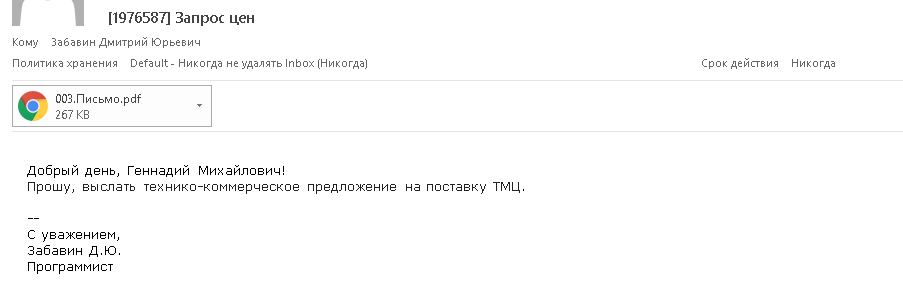 [1976587] Запрос цен
Кому Забавин Дмитрий Юрьевич
Политика хранения Default - Никогда не удалять Inbox (Никогда) Срок действия Никогда
003.Письмо.pdf
267 KB
Добрый день, Геннадий Михайлович!
Прошу, выслать технико-коммерческое предложение на поставку ТМЦ.
--
С уважением,
Забавин Д.Ю.
Программист